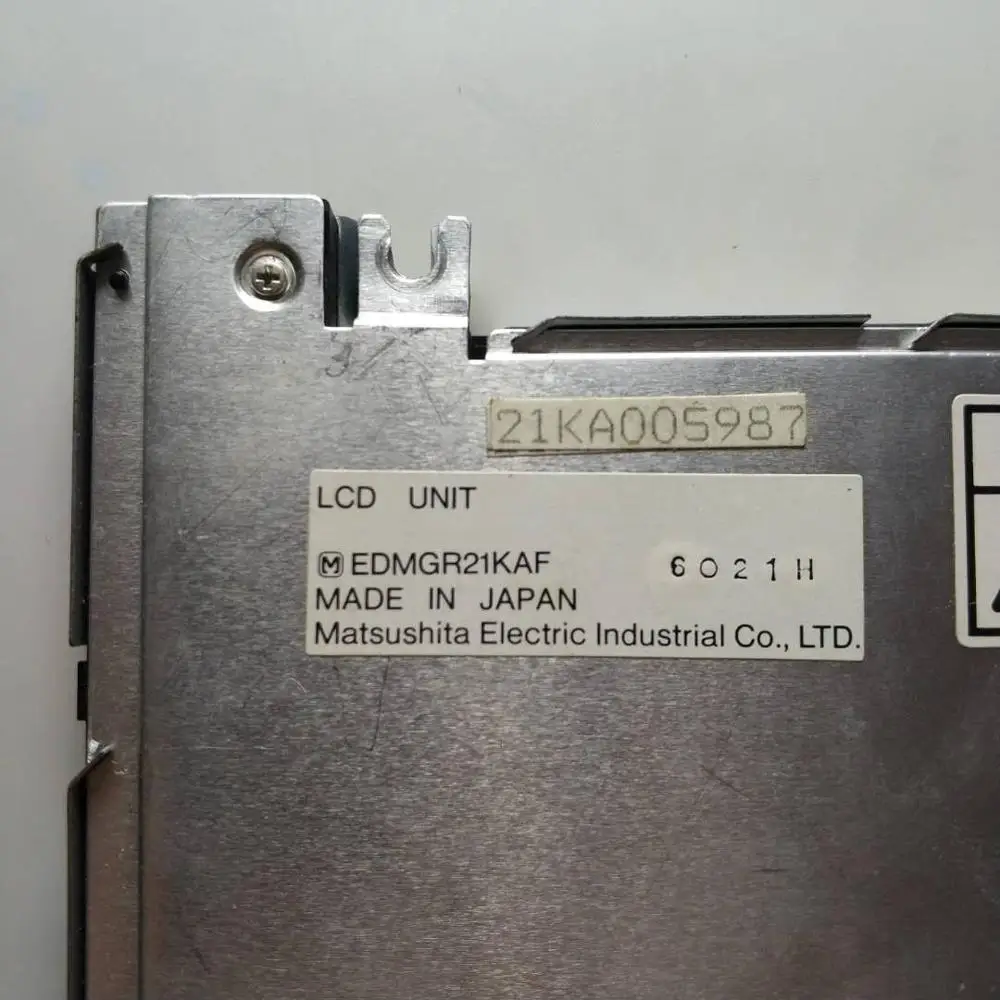 21KA005987
LCD UNIT
M EDMGR21KAF 6021H
MADE IN JAPAN
Matsushita Electric Industrial Co., LTD.